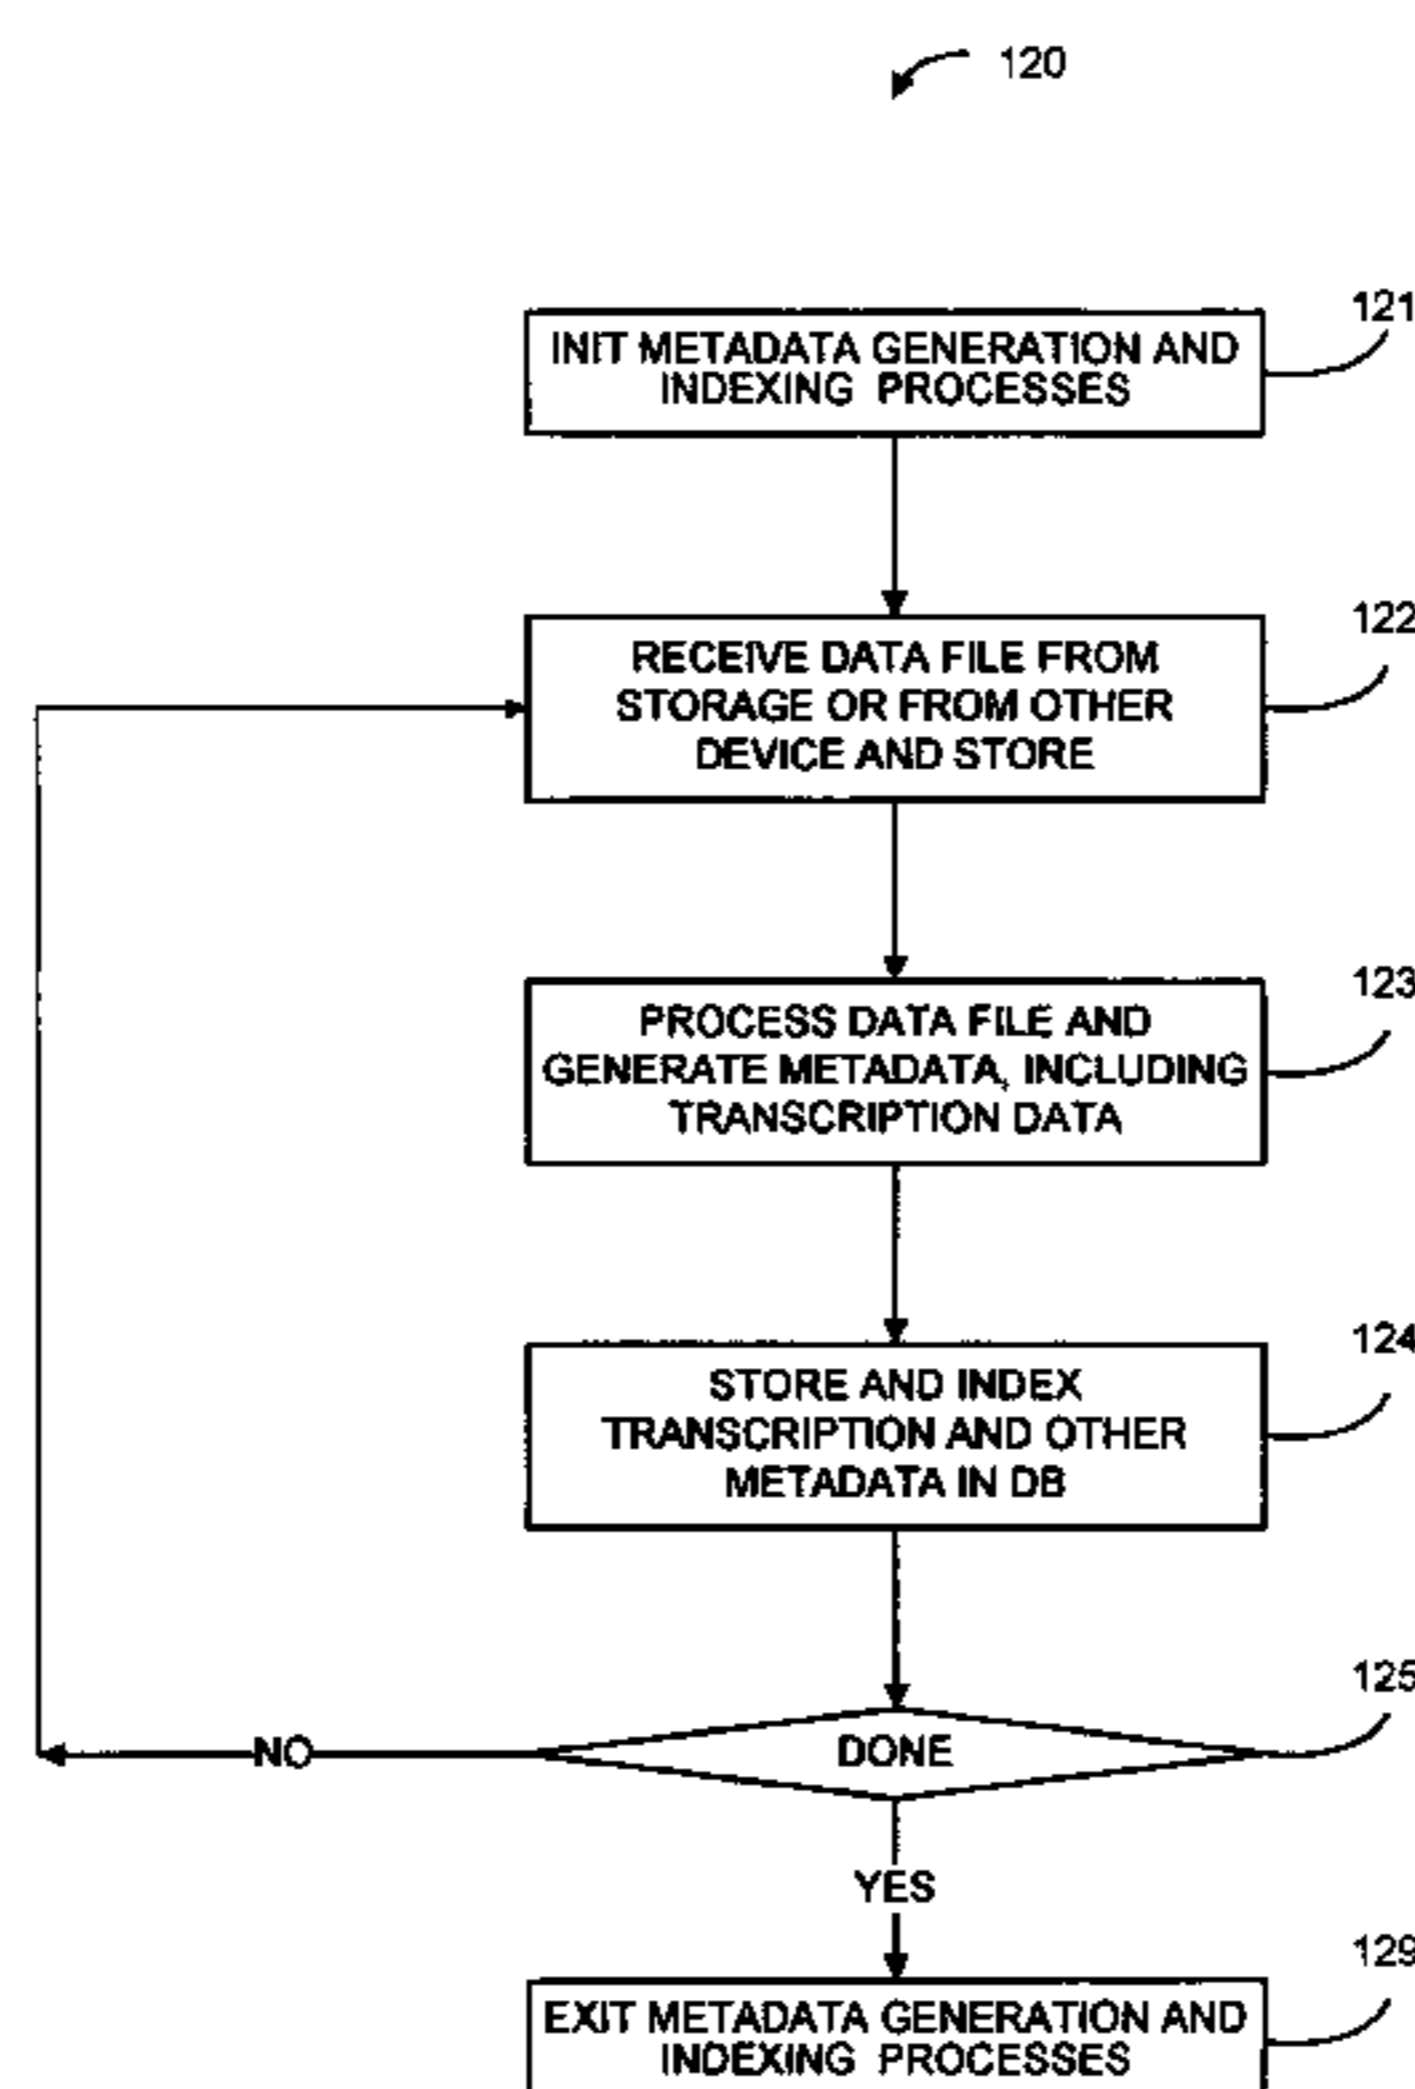 120
121
INIT METADATA GENERATION AND
INDEXING PROCESSES
122
RECEIVE DATA FILE FROM
STORAGE OR FROM OTHER
DEVICE AND STORE
123
PROCESS DATA FILE AND
GENERATE METADATA, INCLUDING
TRANSCRIPTION DATA
124
STORE AND INDEX
TRANSCRIPTION AND OTHER
METADATA IN DB
125
DONE
NO
YES
129
EXIT METADATA GENERATION AND
INDEXING PROCESSES